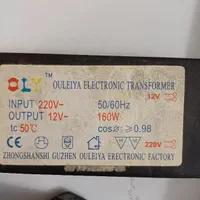 OLY™ OULEIYA ELECTRONIC TRANSFORMER
12V~
INPUT 220V~ 50/60Hz
OUTPUT 12V~ 160W
tc 50℃ cosø≥0.98
220V~
ZHONGSHANSHI GUZHEN OULEIYA ERECTRONIC FACTORY